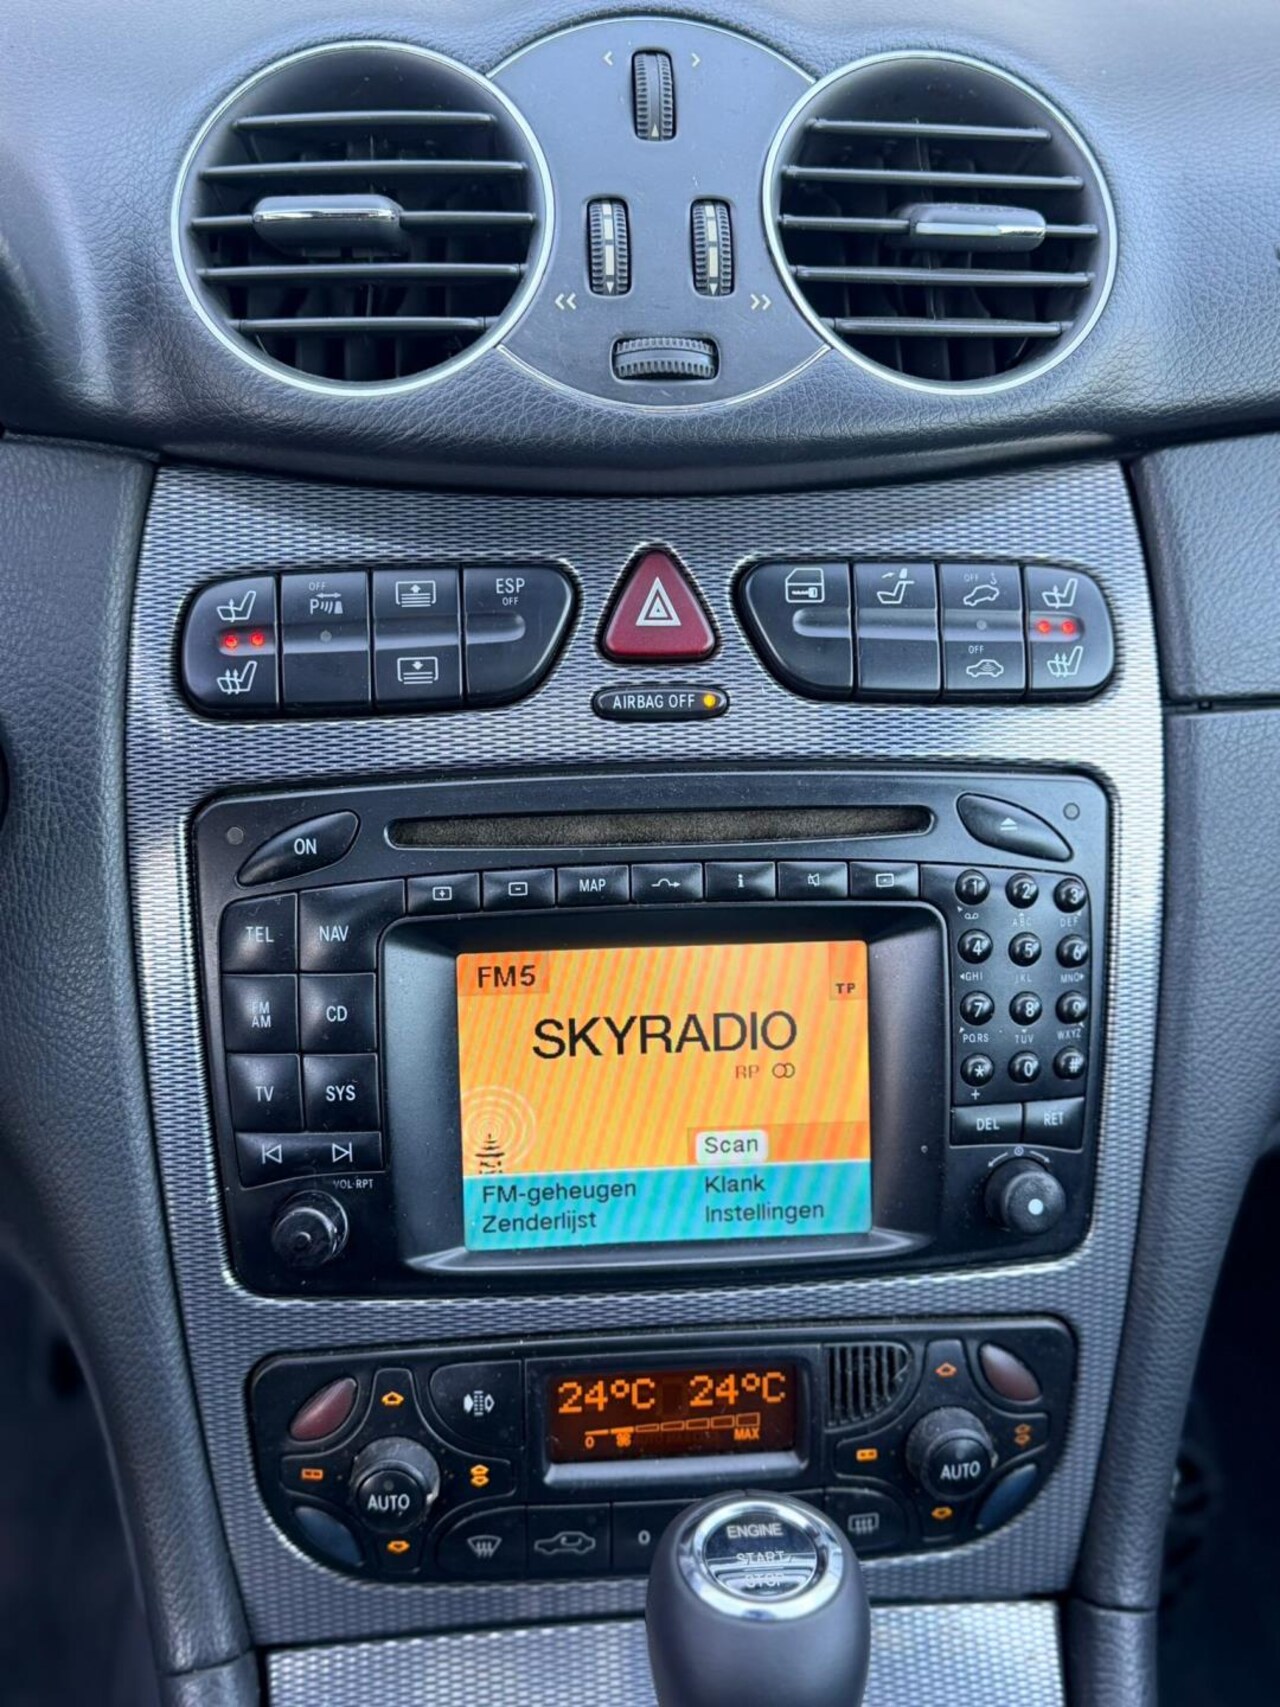 OFF
P
ESP
OFF
OFF
OFF
AIRBAG OFF
ON
MAP
i
TEL
NAV
FM
AM
CD
TV
SYS
VOL·RPT
FM5
TP
SKYRADIO
RP
Scan
FM-geheugen
Klank
Zenderlijst
Instellingen
1
2
3
ABC
DEF
4
5
6
GHI
JKL
MNO
7
8
9
PQRS
TUV
WXYZ
*
0
#
+
DEL
RET
24°C 24°C
0
MAX
AUTO
AUTO
0
ENGINE
START
STOP